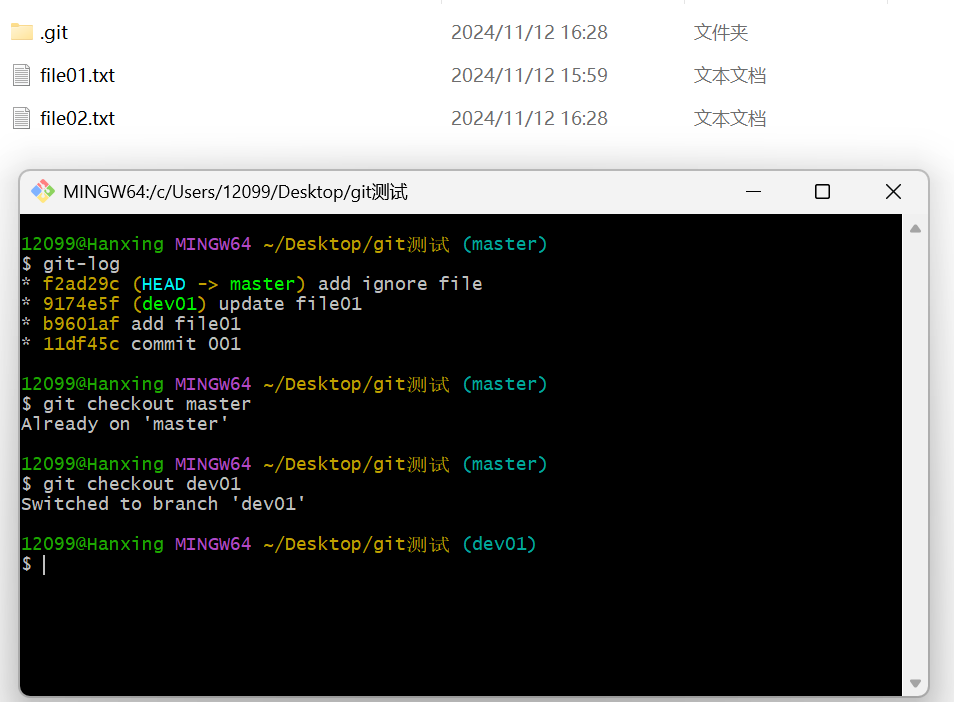 .git 2024/11/12 16:28 文件夹
file01.txt 2024/11/12 15:59 文本文档
file02.txt 2024/11/12 16:28 文本文档
MINGW64:/c/Users/12099/Desktop/git测试
12099@Hanxing MINGW64 ~/Desktop/git测试 (master)
$ git-log
* f2ad29c (HEAD -> master) add ignore file
* 9174e5f (dev01) update file01
* b9601af add file01
* 11df45c commit 001
12099@Hanxing MINGW64 ~/Desktop/git测试 (master)
$ git checkout master
Already on 'master'
12099@Hanxing MINGW64 ~/Desktop/git测试 (master)
$ git checkout dev01
Switched to branch 'dev01'
12099@Hanxing MINGW64 ~/Desktop/git测试 (dev01)
$